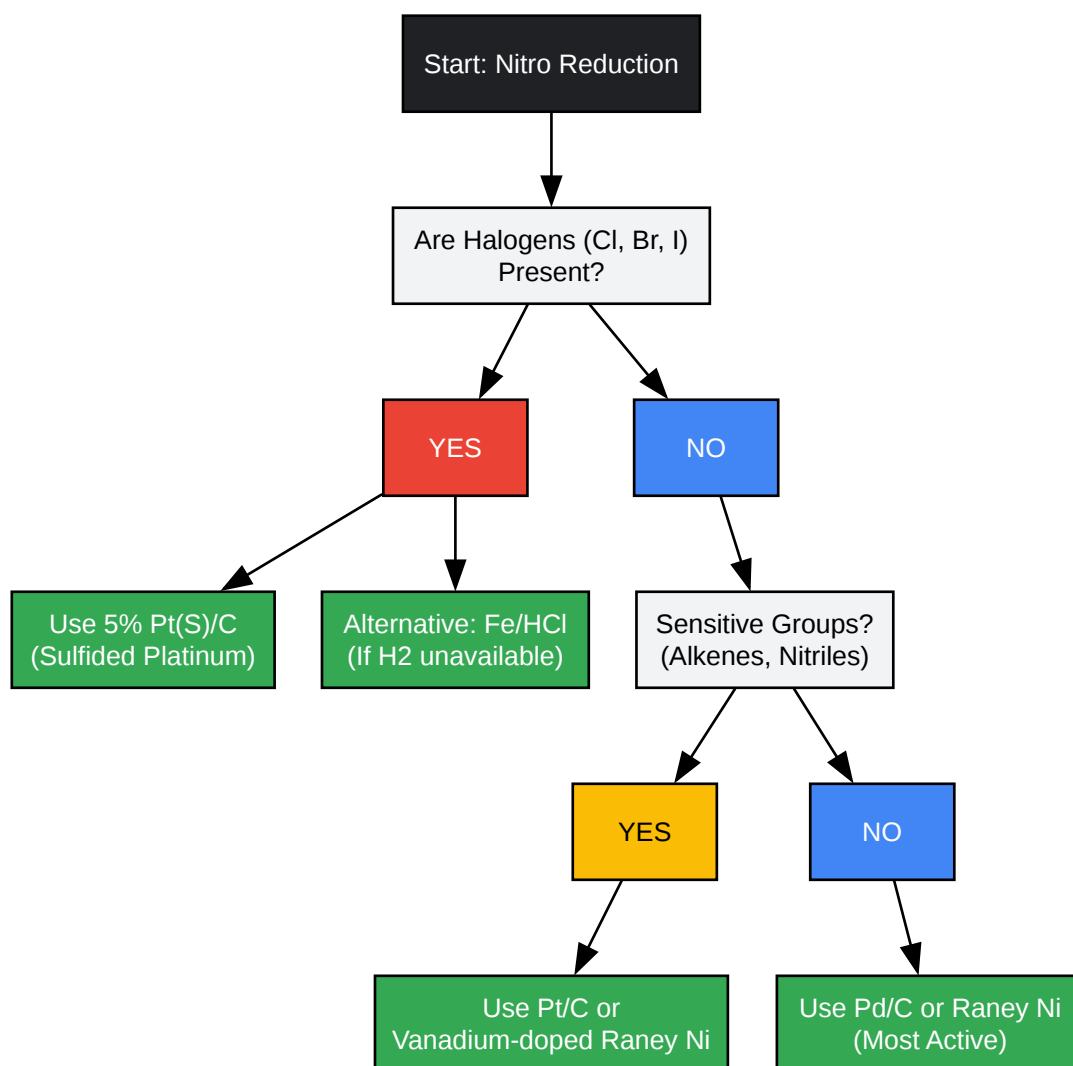 Start: Nitro Reduction
Are Halogens (Cl, Br, I)
Present?
YES
NO
Use 5% Pt(S)/C
(Sulfided Platinum)
Alternative: Fe/HCl
(If H2 unavailable)
Sensitive Groups?
(Alkenes, Nitriles)
YES
NO
Use Pt/C or
Vanadium-doped Raney Ni
Use Pd/C or Raney Ni
(Most Active)